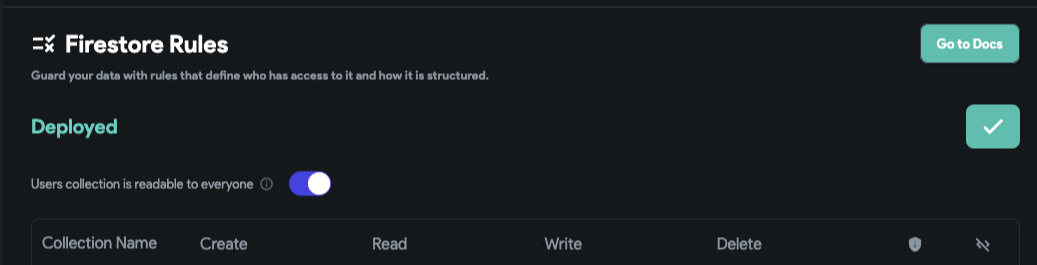 Firestore Rules
Go to Docs
Guard your data with rules that define who has access to it and how it is structured.
Deployed
Users collection is readable to everyone
Collection Name Create Read Write Delete